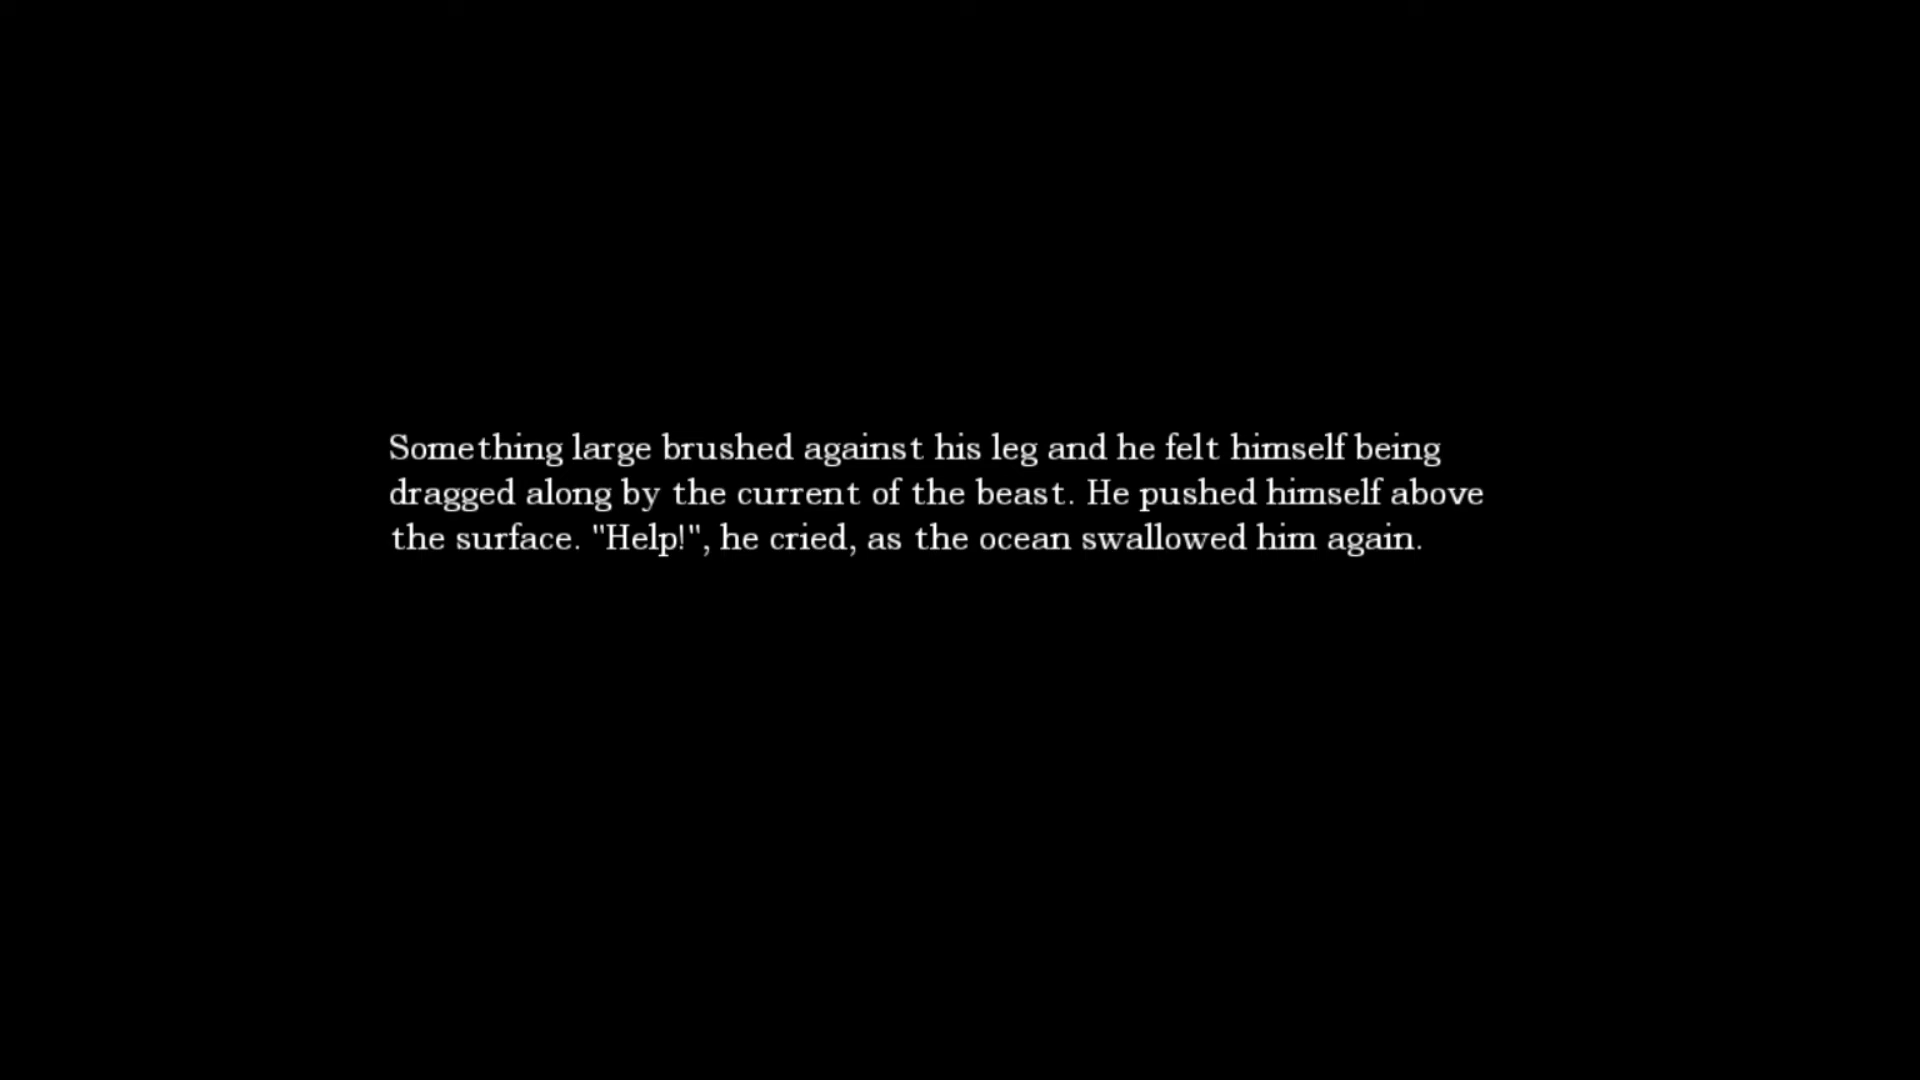 Something large brushed against his leg and he felt himself being
dragged along by the current of the beast. He pushed himself above
the surface. "Help!", he cried, as the ocean swallowed him again.